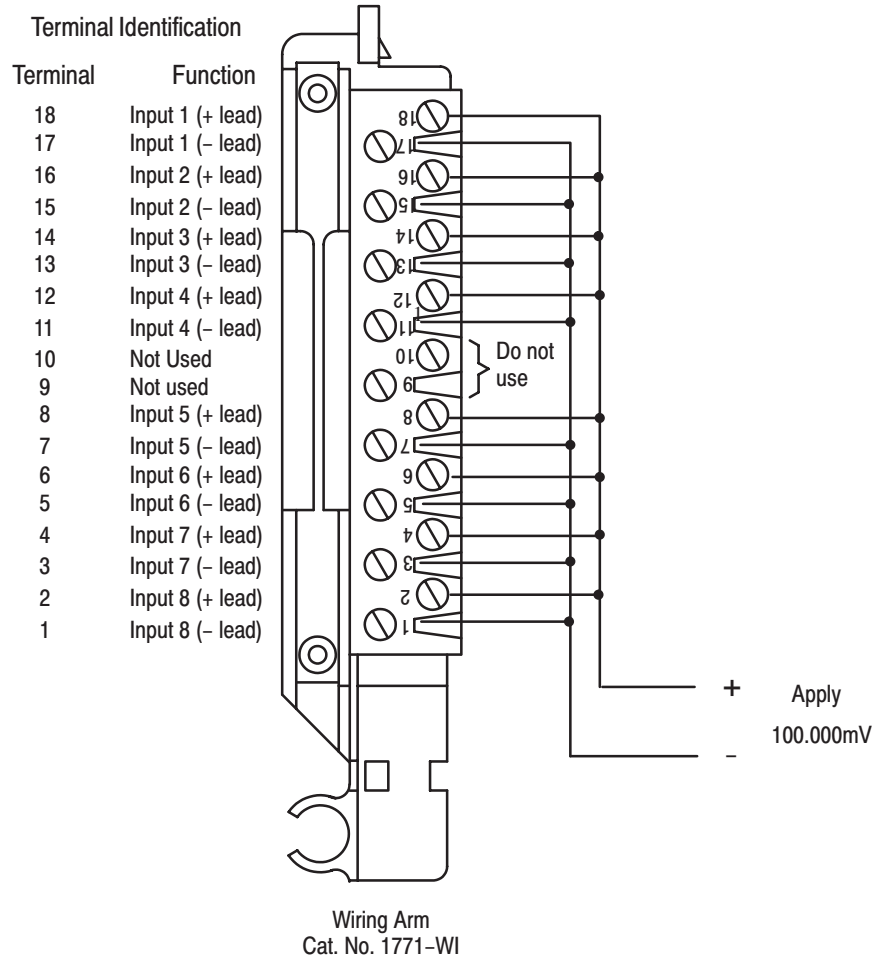 Terminal Identification
Terminal Function
18 Input 1 (+ lead)
17 Input 1 (– lead)
16 Input 2 (+ lead)
15 Input 2 (– lead)
14 Input 3 (+ lead)
13 Input 3 (– lead)
12 Input 4 (+ lead)
11 Input 4 (– lead)
10 Not Used
9 Not used
8 Input 5 (+ lead)
7 Input 5 (– lead)
6 Input 6 (+ lead)
5 Input 6 (– lead)
4 Input 7 (+ lead)
3 Input 7 (– lead)
2 Input 8 (+ lead)
1 Input 8 (– lead)
18
17
16
15
14
13
12
11
10
9
8
7
6
5
4
3
2
1
Do not
use
+
Apply
100.000mV
–
Wiring Arm
Cat. No. 1771–WI